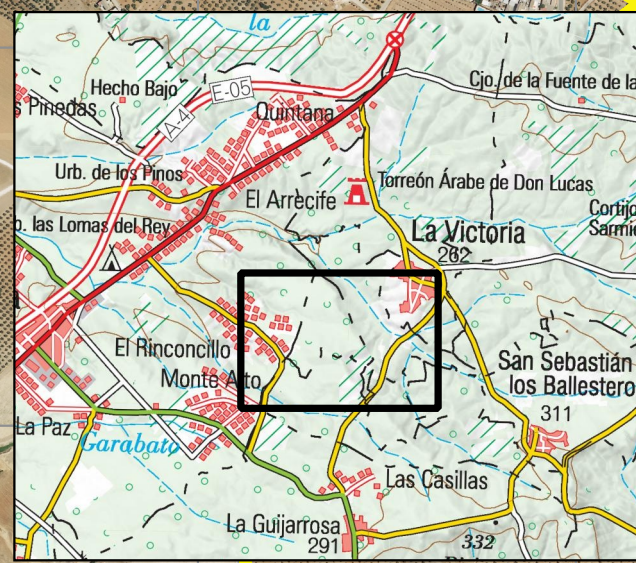 la
Hecho Bajo
Cjo. de la Fuente de la
s Pinedas
E-05
A-4
Quintana
Urb. de los Pinos
El Arrecife
Torreón Árabe de Don Lucas
Cortijo
Sarmie
b. las Lomas del Rey
La Victoria
262
El Rinconcillo
Monte Alto
San Sebastián
los Ballestero
311
La Paz
Garabato
Las Casillas
La Guijarrosa
291
332